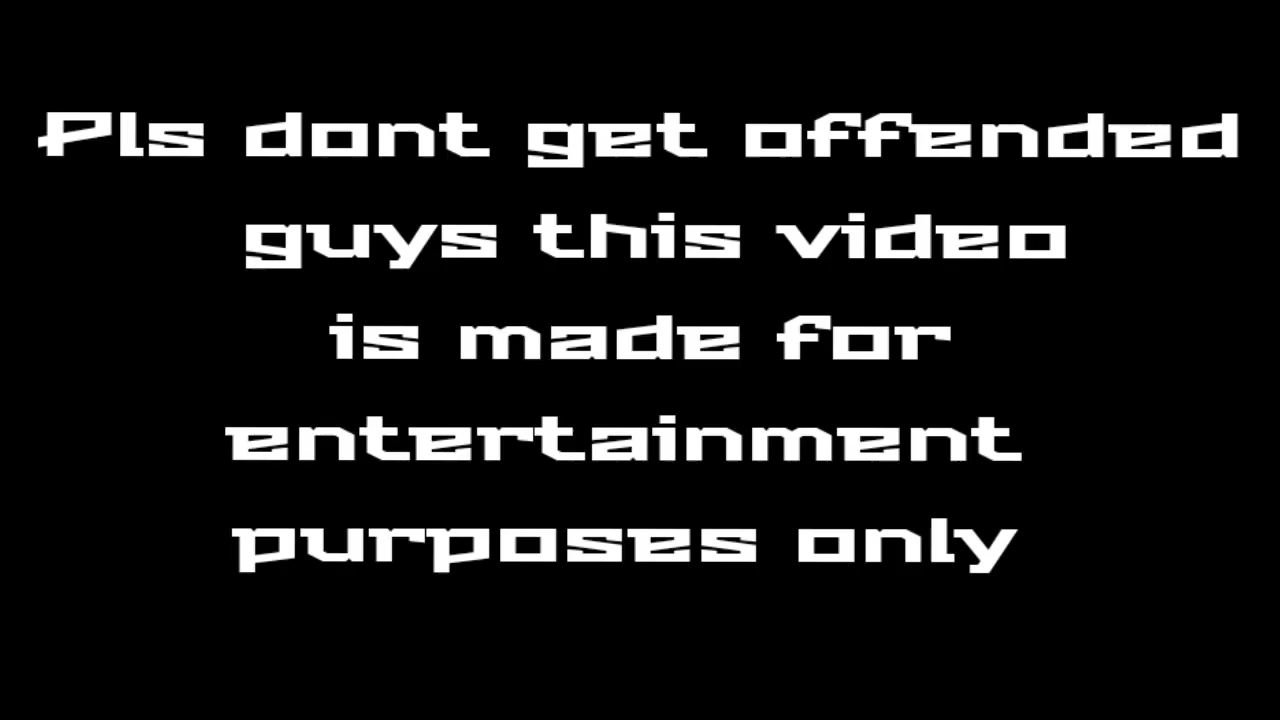 Pls dont get offended
guys this video
is made for
entertainment
purposes only